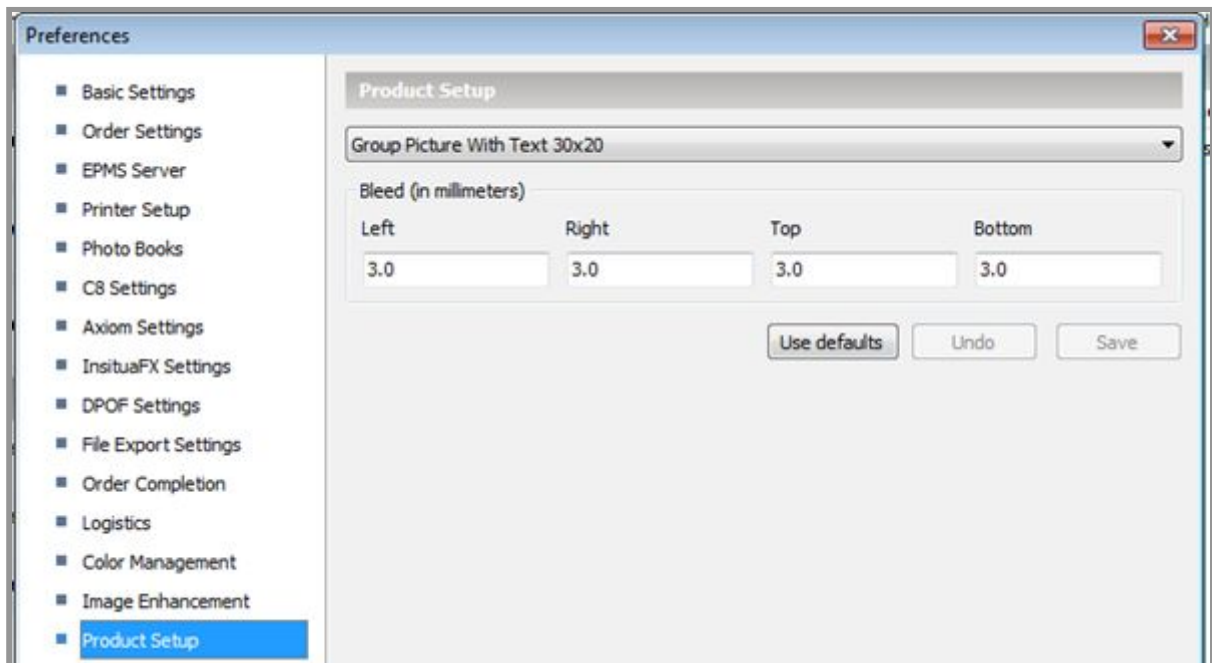 Preferences
Basic Settings
Order Settings
EPMS Server
Printer Setup
Photo Books
C8 Settings
Axiom Settings
InsituaFX Settings
DPOF Settings
File Export Settings
Order Completion
Logistics
Color Management
Image Enhancement
Product Setup
Product Setup
Group Picture With Text 30x20
Bleed (in millimeters)
Left Right Top Bottom
3.0 3.0 3.0 3.0
Use defaults Undo Save